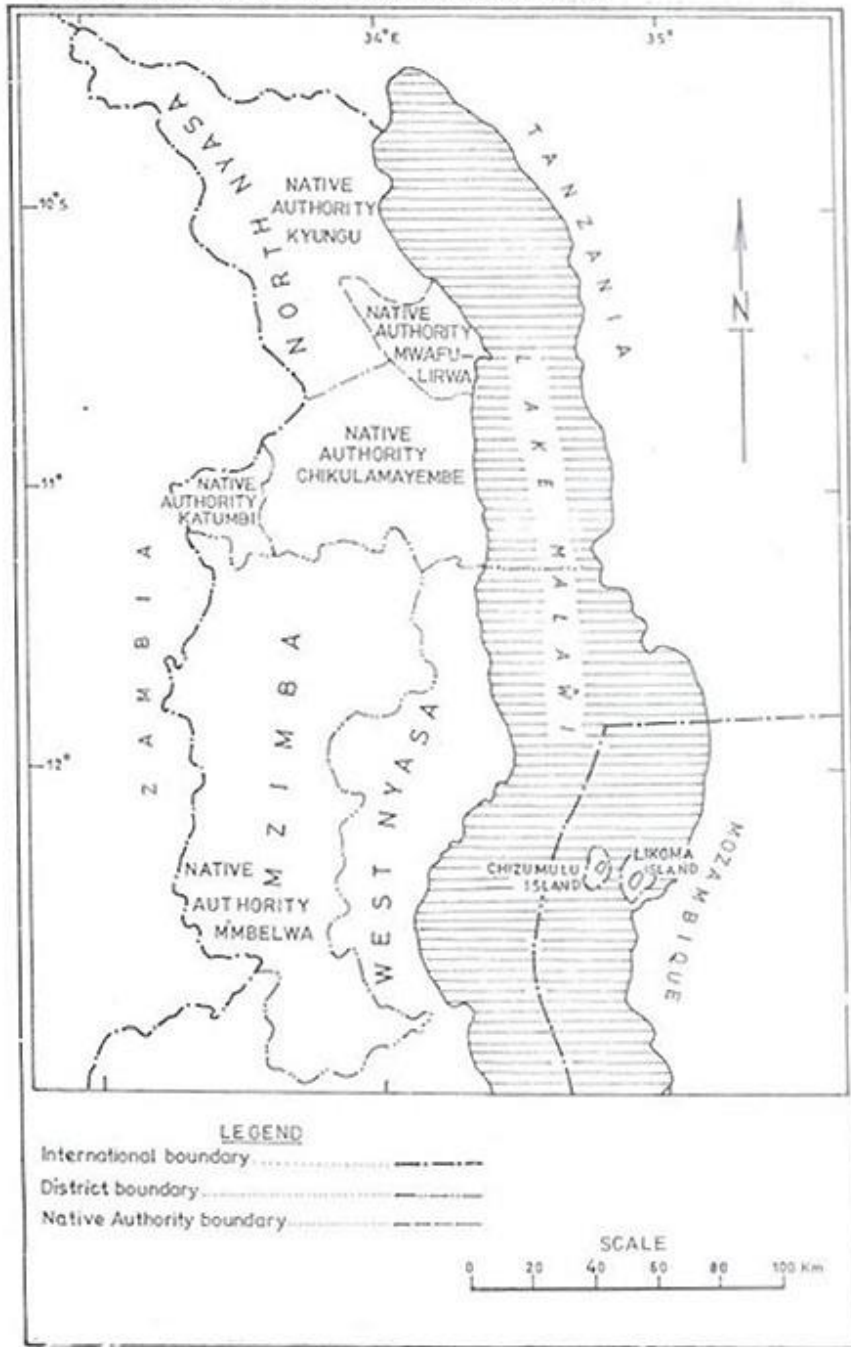 34°E
35°
TANZANIA
NORTH NYASA
NATIVE
AUTHORITY
KYUNGU
10°S
N
NATIVE
AUTHORITY
MWAFU—
LIRWA
LAKE MALAWI
NATIVE
AUTHORITY
CHIKULAMAYEMBE
11°
NATIVE
AUTHORITY
KATUMBI
ZAMBIA
MZIMBA
WEST NYASA
12°
NATIVE
AUTHORITY
M'MBELWA
CHIZUMULU
ISLAND
LIKOMA
ISLAND
MOZAMBIQUE
LEGEND
International boundary
District boundary
Native Authority boundary
SCALE
0 20 40 60 80 100 Km